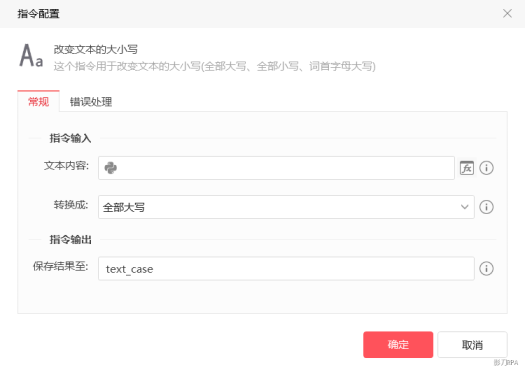 指令配置
Aa
改变文本的大小写
这个指令用于改变文本的大小写(全部大写、全部小写、词首字母大写)
常规 错误处理
指令输入
文本内容: fx
转换成: 全部大写
指令输出
保存结果至: text_case
确定 取消
影刀RPA